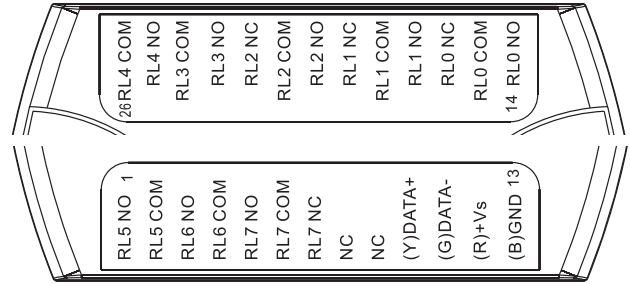 26 RL4 COM
RL4 NO
RL3 COM
RL3 NO
RL2 NC
RL2 COM
RL2 NO
RL1 NC
RL1 COM
RL1 NO
RL0 NC
RL0 COM
14 RL0 NO
RL5 NO 1
RL5 COM
RL6 NO
RL6 COM
RL7 NO
RL7 COM
RL7 NC
NC
NC
(Y)DATA+
(G)DATA-
(R)+Vs
(B)GND 13